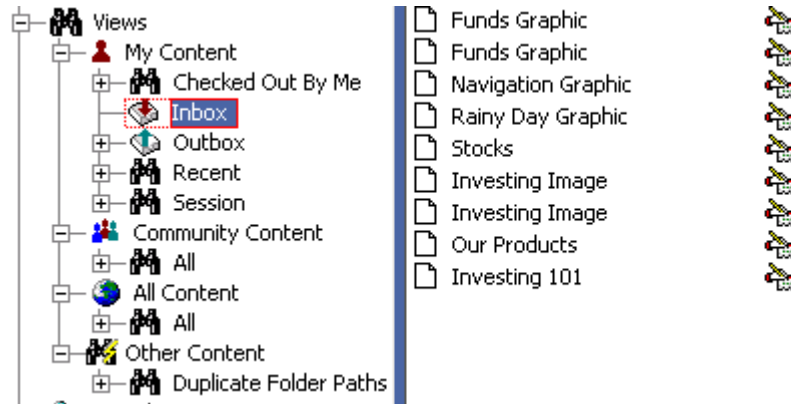 Views
My Content
Checked Out By Me
Inbox
Outbox
Recent
Session
Community Content
All
All Content
All
Other Content
Duplicate Folder Paths
Funds Graphic
Funds Graphic
Navigation Graphic
Rainy Day Graphic
Stocks
Investing Image
Investing Image
Our Products
Investing 101